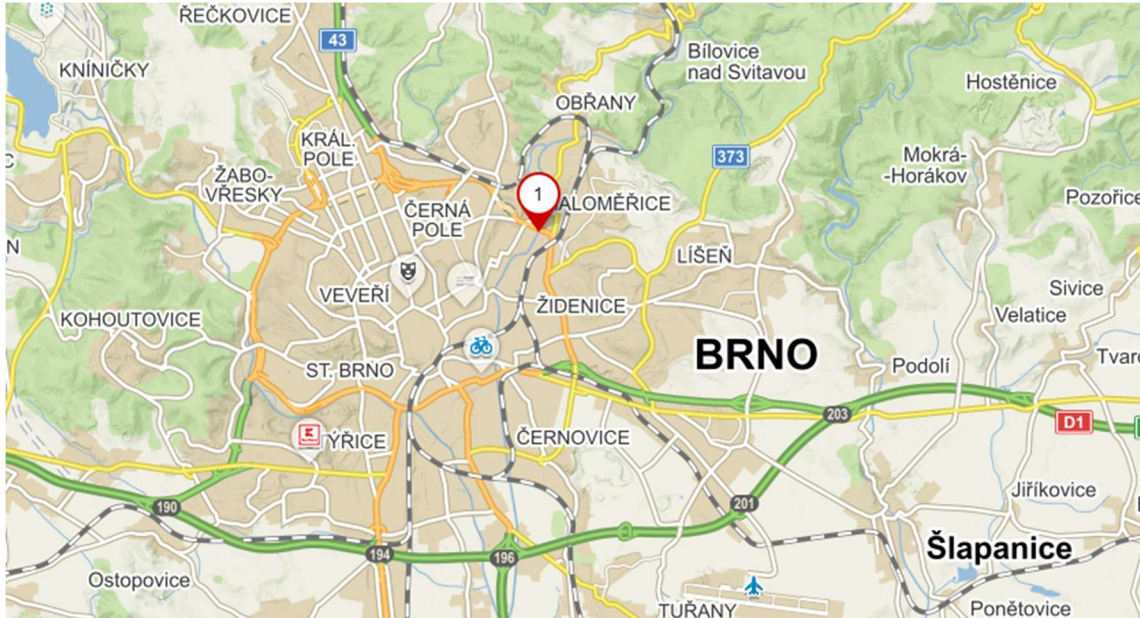 ŘEČKOVICE
43
KNÍNIČKY
Bílovice
nad Svitavou
Hostěnice
OBŘANY
KRÁL.
POLE
373
Mokrá-
-Horákov
ŽABO-
VŘESKY
1
ALOMĚŘICE
Pozořice
ČERNÁ
POLE
N
LÍŠEŇ
VEVEŘÍ
Sivice
ŽIDENICE
Velatice
KOHOUTOVICE
BRNO
Podolí
Tvaro
ST. BRNO
203
D1
ÝŘICE
ČERNOVICE
Jiříkovice
190
201
194
196
Šlapanice
Ostopovice
TUŘANY
Ponětovice